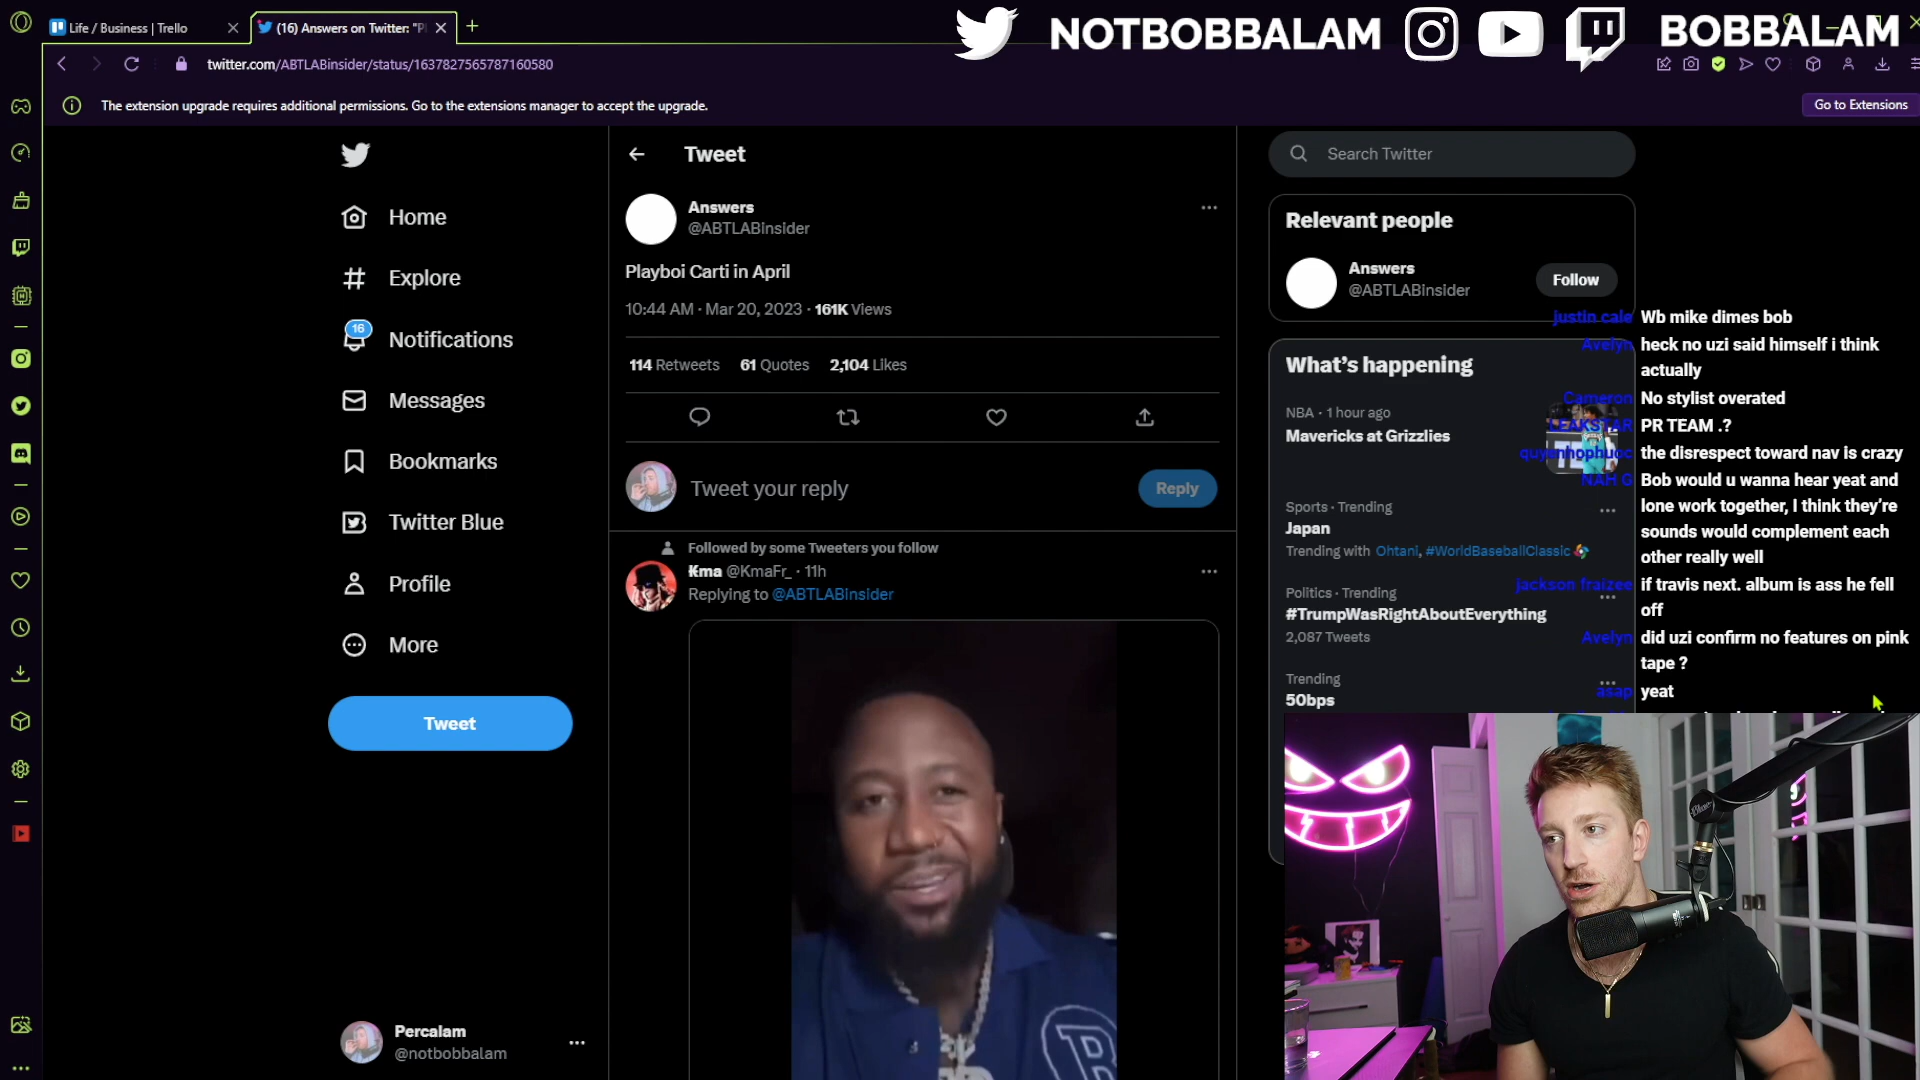 Life / Business | Trello
(16) Answers on Twitter: "Pl
NOTBOBBALAM
BOBBALAM
twitter.com/ABTLABinsider/status/1637827565787160580
The extension upgrade requires additional permissions. Go to the extensions manager to accept the upgrade.
Go to Extensions
Home
Explore
16
Notifications
Messages
Bookmarks
Twitter Blue
Profile
More
Tweet
Percalam
@notbobbalam
Tweet
Answers
@ABTLABinsider
Playboi Carti in April
10:44 AM · Mar 20, 2023 · 161K Views
114 Retweets 61 Quotes 2,104 Likes
Tweet your reply
Reply
Followed by some Tweeters you follow
Kma @KmaFr_ · 11h
Replying to @ABTLABinsider
Search Twitter
Relevant people
Answers
@ABTLABinsider
Follow
What's happening
NBA · 1 hour ago
Mavericks at Grizzlies
Sports · Trending
Japan
Trending with Ohtani, #WorldBaseballClassic
Politics · Trending
#TrumpWasRightAboutEverything
2,087 Tweets
Trending
50bps
justin cale Wb mike dimes bob
Avelyn heck no uzi said himself i think
actually
Cameron No stylist overated
LEAKSTAR PR TEAM .?
quyenhophuoc the disrespect toward nav is crazy
NAH G Bob would u wanna hear yeat and
lone work together, I think they're
sounds would complement each
other really well
jackson fraizee if travis next. album is ass he fell
off
Avelyn did uzi confirm no features on pink
tape ?
asap yeat